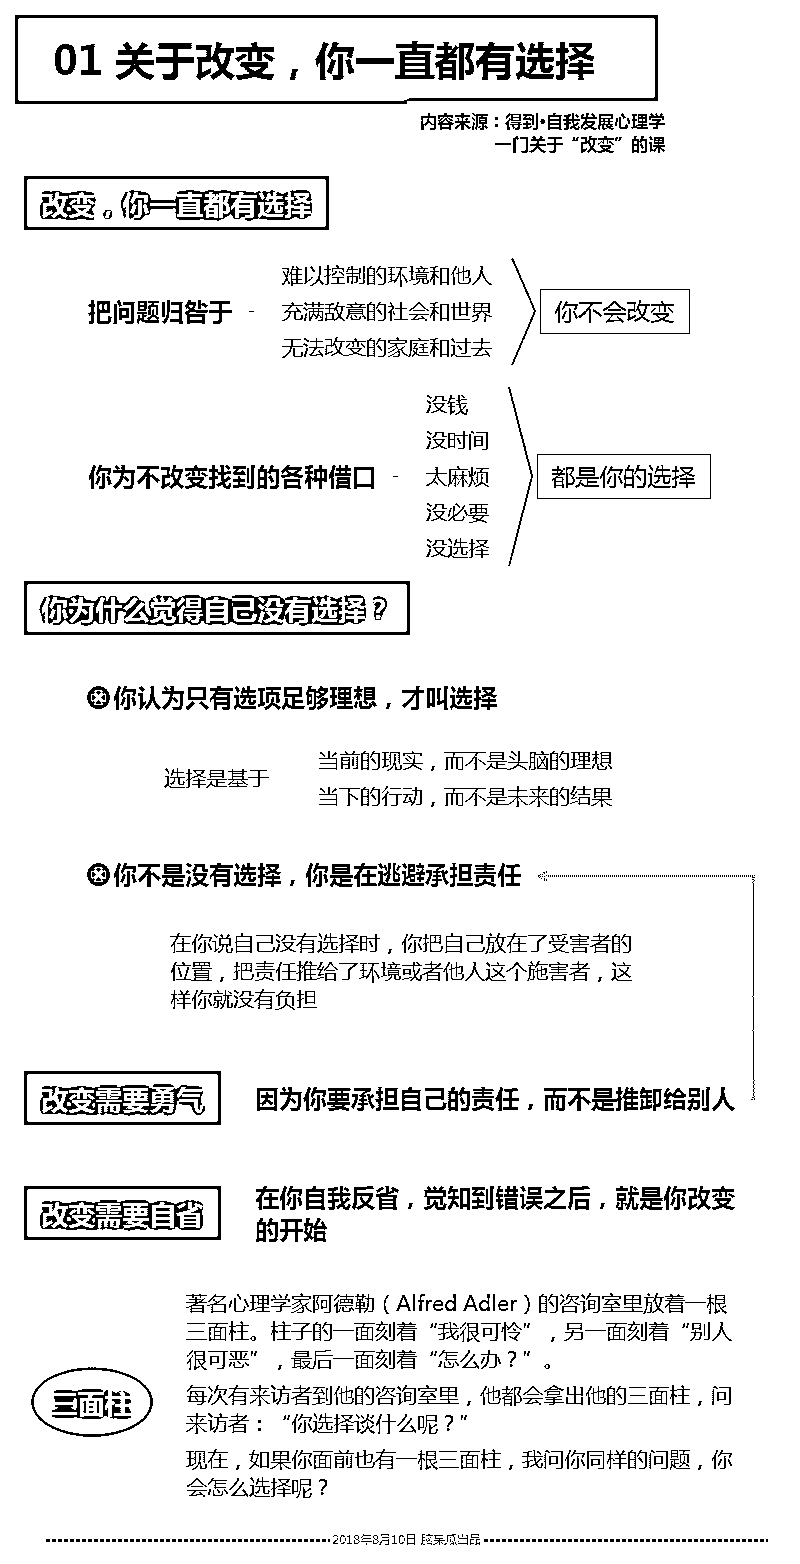 01 关于改变，你一直都有选择
内容来源：得到•自我发展心理学
一门关于“改变”的课
改变。你一直都有选择
把问题归咎于 -
难以控制的环境和他人
充满敌意的社会和世界
无法改变的家庭和过去
你不会改变
你为不改变找到的各种借口 -
没钱
没时间
太麻烦
没必要
没选择
都是你的选择
你为什么觉得自己没有选择？
你认为只有选项足够理想，才叫选择
选择是基于
当前的现实，而不是头脑的理想
当下的行动，而不是未来的结果
你不是没有选择，你是在逃避承担责任
在你说自己没有选择时，你把自己放在了受害者的
位置，把责任推给了环境或者他人这个施害者，这
样你就没有负担
改变需要勇气
因为你要承担自己的责任，而不是推卸给别人
改变需要自省
在你自我反省，觉知到错误之后，就是你改变
的开始
三面柱
著名心理学家阿德勒（Alfred Adler）的咨询室里放着一根
三面柱。柱子的一面刻着“我很可怜”，另一面刻着“别人
很可恶”，最后一面刻着“怎么办？”。
每次有来访者到他的咨询室里，他都会拿出他的三面柱，问
来访者：“你选择谈什么呢？”
现在，如果你面前也有一根三面柱，我问你同样的问题，你
会怎么选择呢？
2018年8月10日 脑呆瓜出品